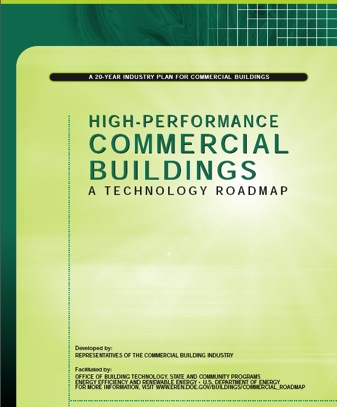 A 20-YEAR INDUSTRY PLAN FOR COMMERCIAL BUILDINGS
HIGH-PERFORMANCE
COMMERCIAL
BUILDINGS
A TECHNOLOGY ROADMAP
Developed by:
REPRESENTATIVES OF THE COMMERCIAL BUILDING INDUSTRY
Facilitated by:
OFFICE OF BUILDING TECHNOLOGY, STATE AND COMMUNITY PROGRAMS
ENERGY EFFICIENCY AND RENEWABLE ENERGY • U.S. DEPARTMENT OF ENERGY
FOR MORE INFORMATION, VISIT WWW.EREN.DOE.GOV/BUILDINGS/COMMERCIAL_ROADMAP